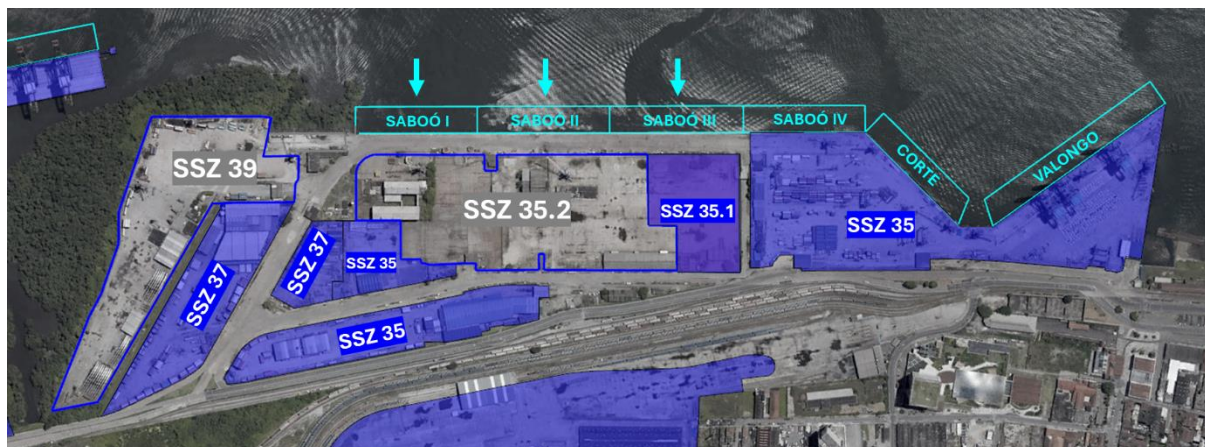 SABOÓ I
SABOÓ II
SABOÓ III
SABOÓ IV
CORTE
VALONGO
SSZ 39
SSZ 35.2
SSZ 35.1
SSZ 35
SSZ 37
SSZ 37
SSZ 35
SSZ 35